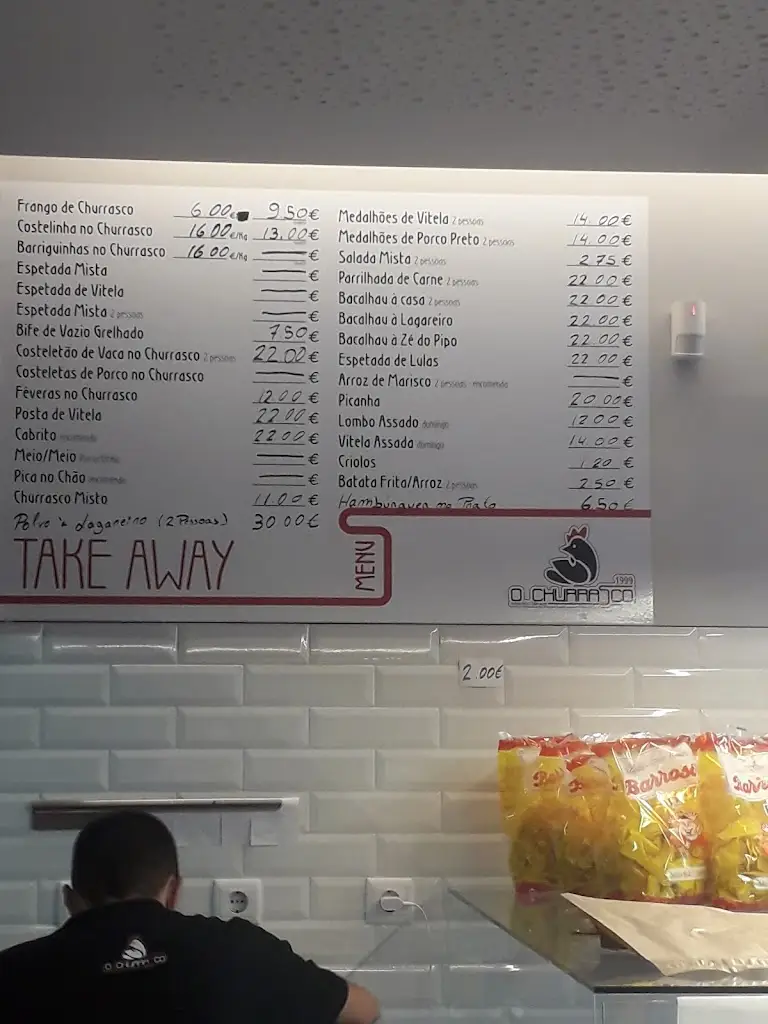 Frango de Churrasco 6.00€ 9.50€
Costelinha no Churrasco 16.00€/Kg 13.00€
Barriguinhas no Churrasco 16.00€/Kg €
Espetada Mista €
Espetada de Vitela €
Espetada Mista 2 pessoas €
Bife de Vazio Grelhado 7.50€
Costeletão de Vaca no Churrasco 2 pessoas 22.00€
Costeletas de Porco no Churrasco €
Fêveras no Churrasco 12.00€
Posta de Vitela 22.00€
Cabrito encomenda 22.00€
Meio/Meio €
Pica no Chão encomenda €
Churrasco Misto 11.00€
Polvo à Lagareiro (2 Pessoas) 30.00€
Medalhões de Vitela 2 pessoas 14.00€
Medalhões de Porco Preto 2 pessoas 14.00€
Salada Mista 2 pessoas 2.75€
Parrilhada de Carne 2 pessoas 22.00€
Bacalhau à casa 2 pessoas 22.00€
Bacalhau à Lagareiro 22.00€
Bacalhau à Zé do Pipo 22.00€
Espetada de Lulas 22.00€
Arroz de Marisco 2 pessoas - encomenda €
Picanha 20.00€
Lombo Assado domingo 12.00€
Vitela Assada domingo 14.00€
Criolos 1.20€
Batata Frita/Arroz 2 pessoas 2.50€
Hambúrguer no Prato 6.50€
TAKE AWAY
MENU
1999
O CHURRASCO
2.00€
Barrosa
O CHURRASCO